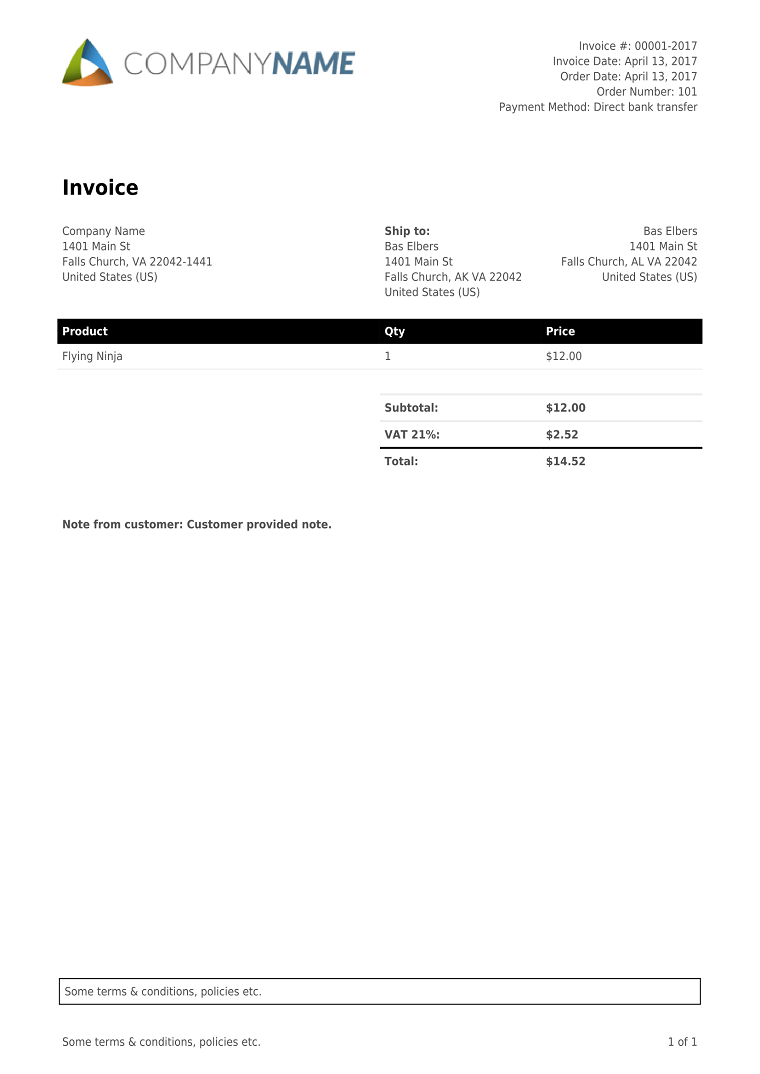 COMPANYNAME
Invoice #: 00001-2017
Invoice Date: April 13, 2017
Order Date: April 13, 2017
Order Number: 101
Payment Method: Direct bank transfer
Invoice
Company Name
1401 Main St
Falls Church, VA 22042-1441
United States (US)
Ship to:
Bas Elbers
1401 Main St
Falls Church, AK VA 22042
United States (US)
Bas Elbers
1401 Main St
Falls Church, AL VA 22042
United States (US)
Product Qty Price
Flying Ninja 1 $12.00
Subtotal: $12.00
VAT 21%: $2.52
Total: $14.52
Note from customer: Customer provided note.
Some terms & conditions, policies etc.
Some terms & conditions, policies etc. 1 of 1